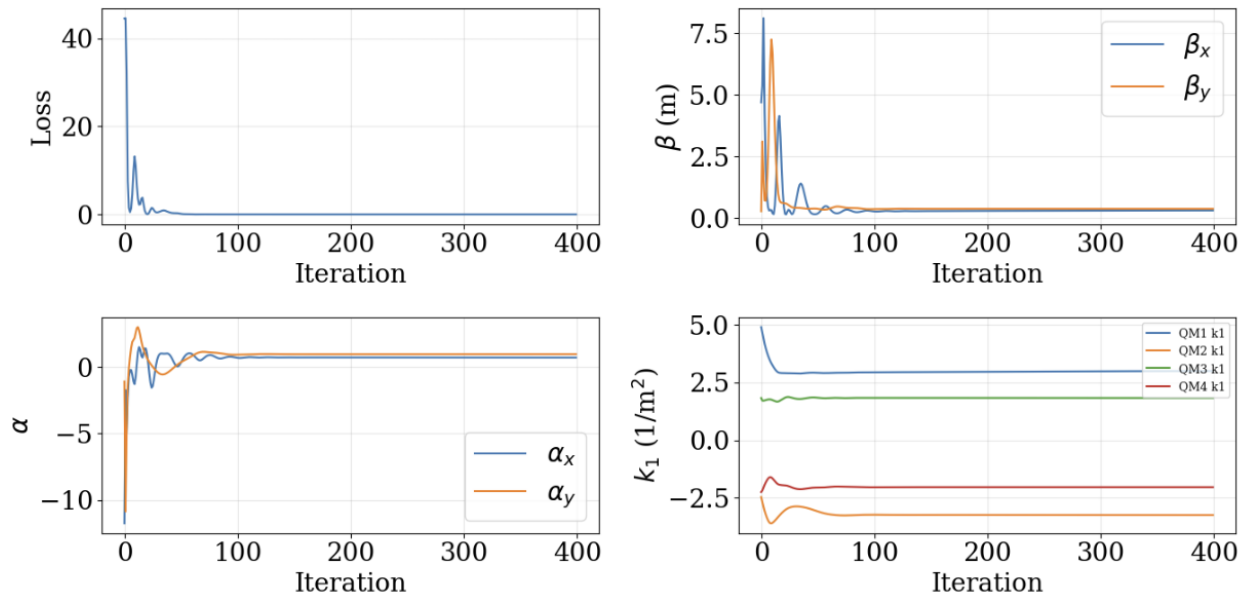 Loss
40
20
0
0 100 200 300 400
Iteration
β (m)
7.5
5.0
2.5
0.0
βx
βy
0 100 200 300 400
Iteration
α
0
−5
−10
αx
αy
0 100 200 300 400
Iteration
k₁ (1/m²)
5.0
2.5
0.0
−2.5
QM1 k1
QM2 k1
QM3 k1
QM4 k1
0 100 200 300 400
Iteration